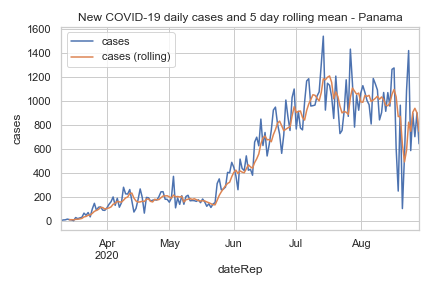 New COVID-19 daily cases and 5 day rolling mean - Panama
cases
cases (rolling)
1600
1400
1200
1000
800
600
400
200
0
cases
Apr
2020
May
Jun
Jul
Aug
dateRep